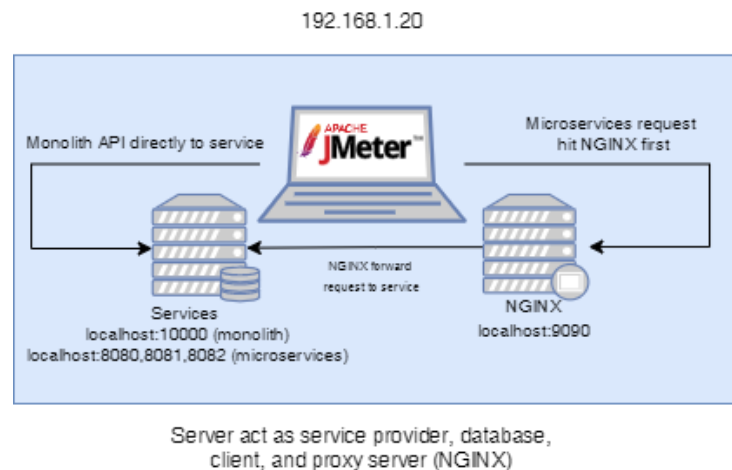 192.168.1.20
Monolith API directly to service
APACHE
JMeter™
Microservices request
hit NGINX first
NGINX forward
request to service
Services
localhost:10000 (monolith)
localhost:8080,8081,8082 (microservices)
NGINX
localhost:9090
Server act as service provider, database,
client, and proxy server (NGINX)